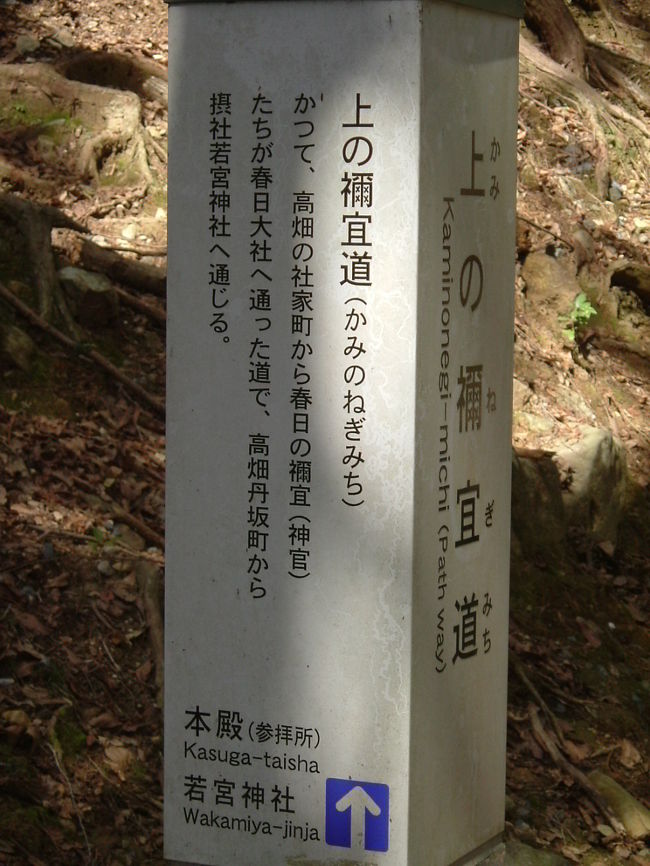 上の禰宜道(かみのねぎみち)
かつて、高畑の社家町から春日の禰宜(神官)
たちが春日大社へ通った道で、高畑丹坂町から
摂社若宮神社へ通じる。
本殿(参拝所)
Kasuga-taisha
若宮神社
Wakamiya-jinja
上の禰宜道
かみ ね ぎ みち
Kaminonegi-michi (Path way)